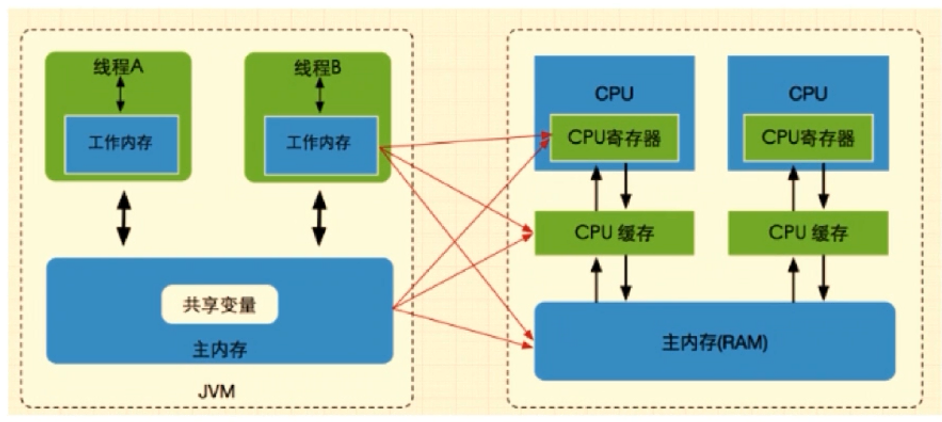 线程A
工作内存
线程B
工作内存
共享变量
主内存
JVM
CPU
CPU寄存器
CPU 缓存
CPU
CPU寄存器
CPU 缓存
主内存(RAM)